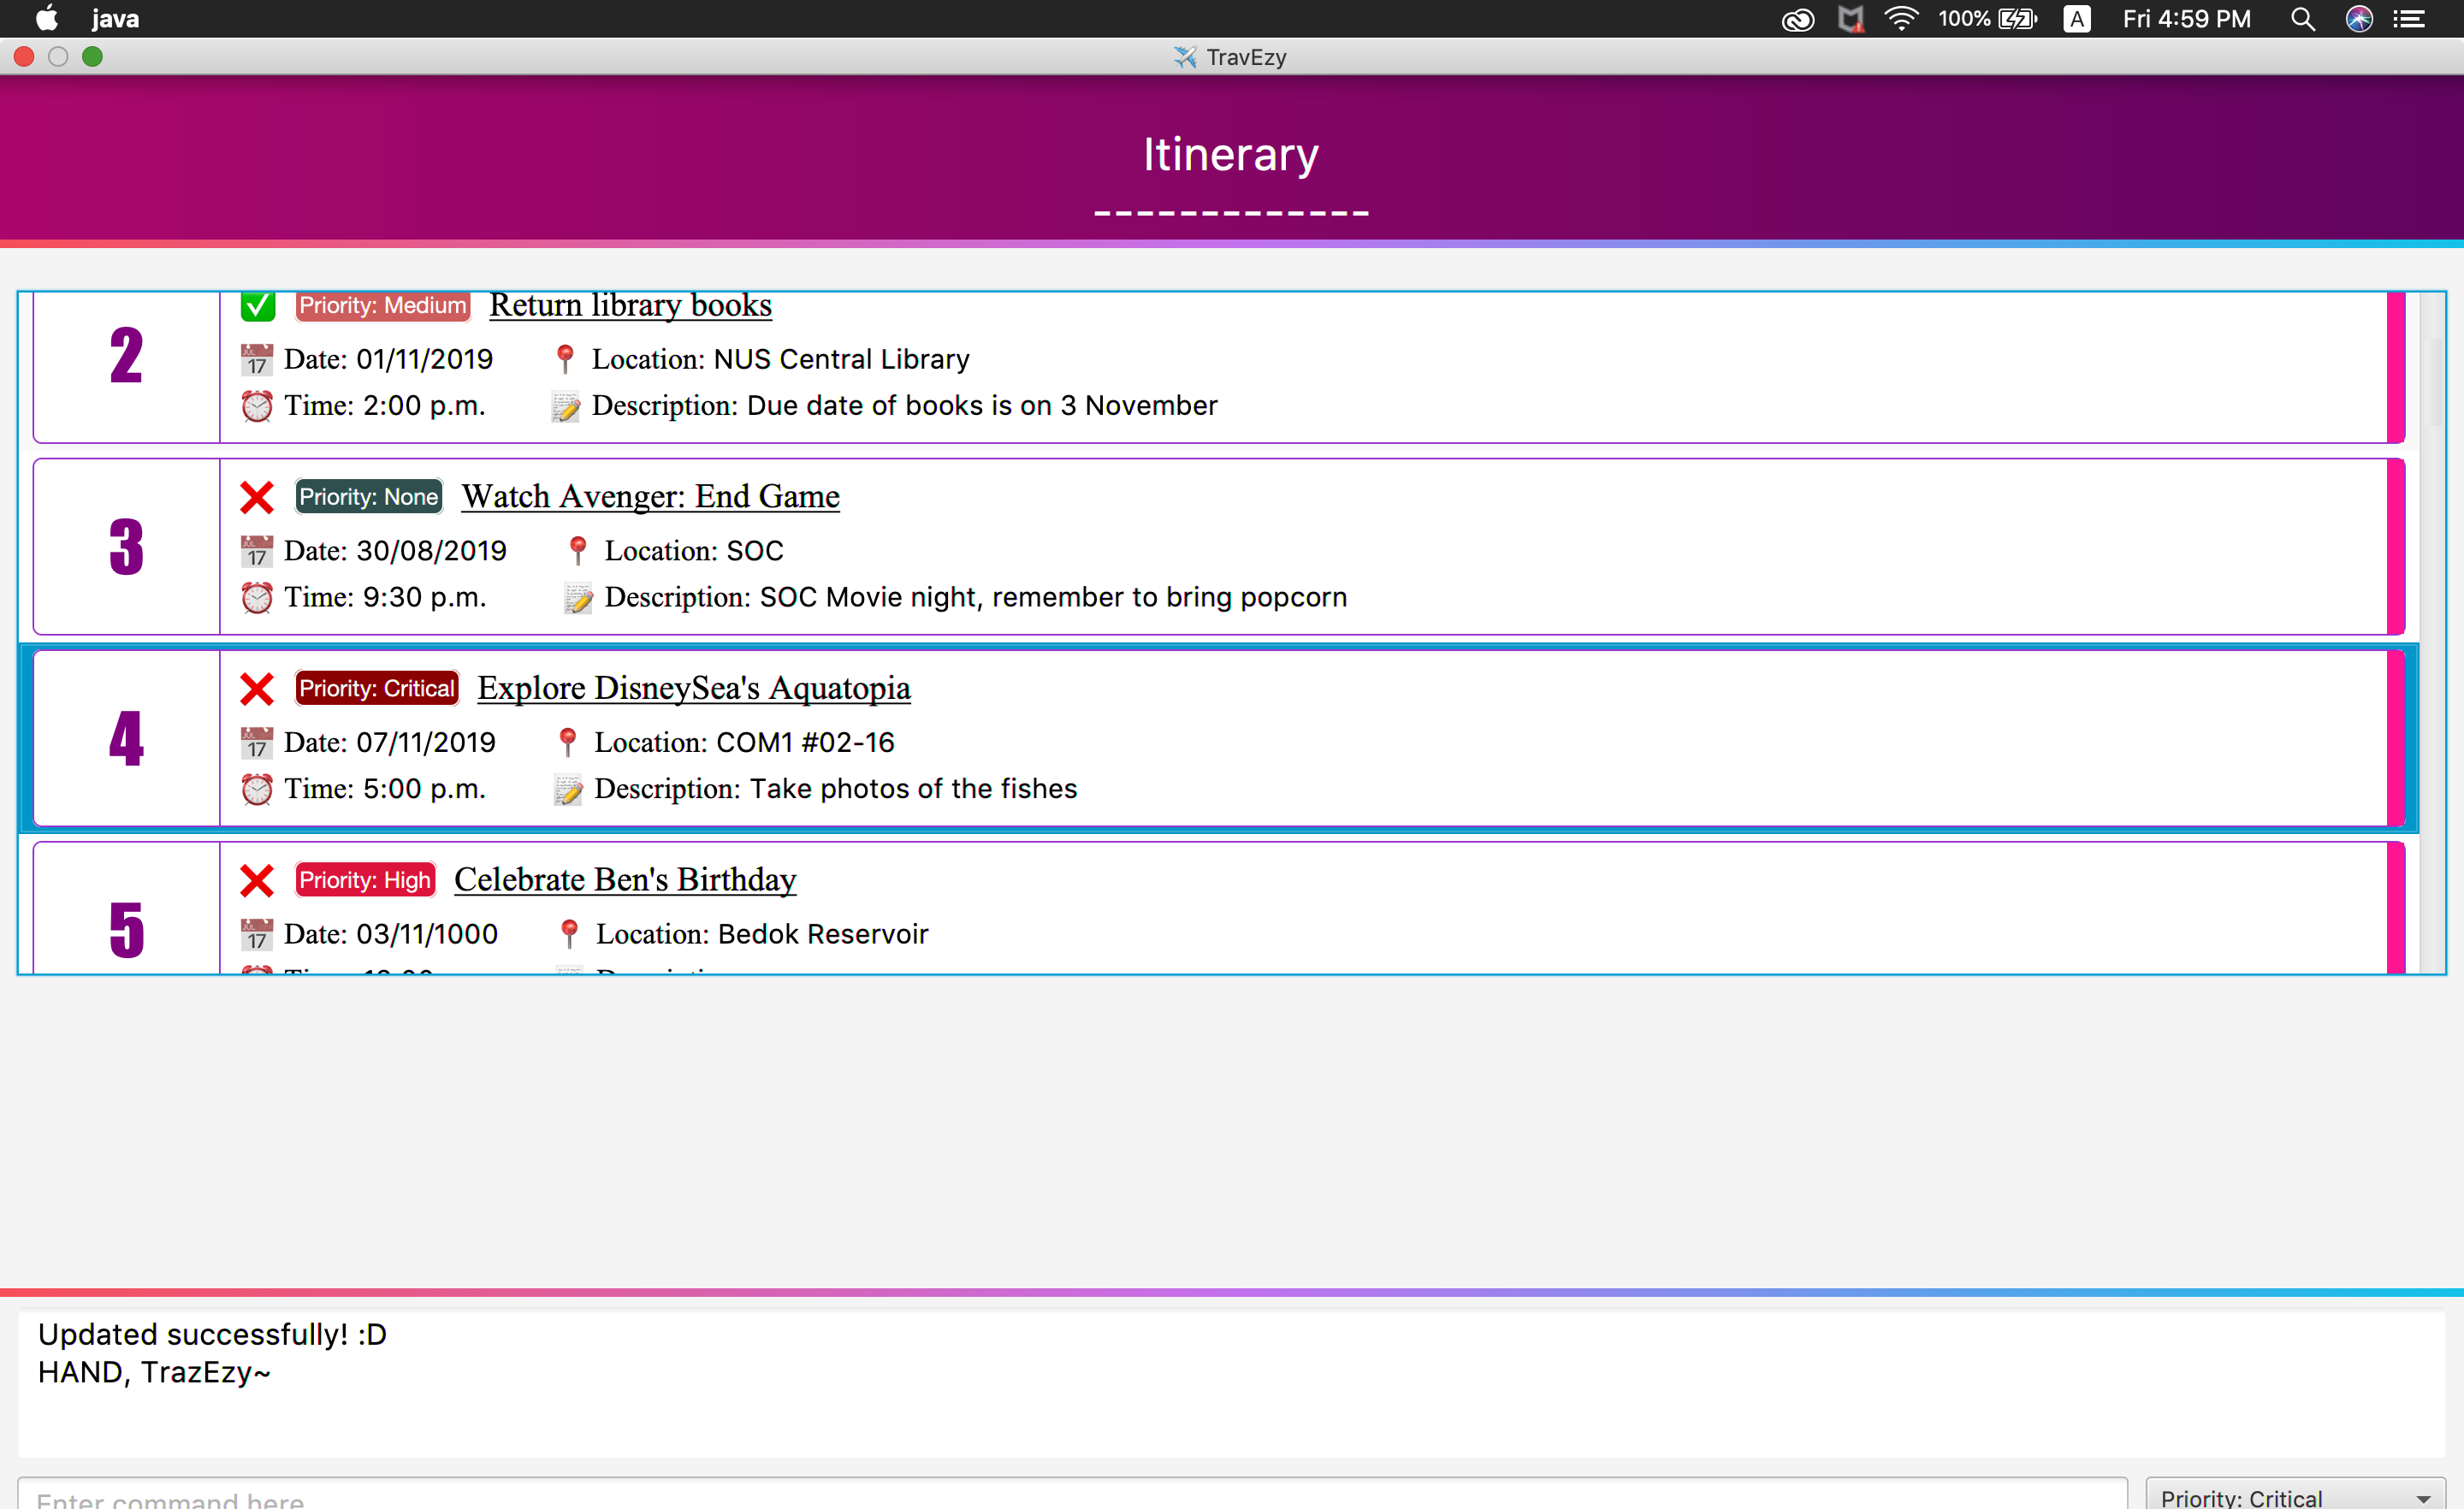 java
100%
A
Fri 4:59 PM
TravEzy
Itinerary
-------------
2
Priority: Medium Return library books
JUL 17 Date: 01/11/2019 Location: NUS Central Library
Time: 2:00 p.m. Description: Due date of books is on 3 November
3
Priority: None Watch Avenger: End Game
JUL 17 Date: 30/08/2019 Location: SOC
Time: 9:30 p.m. Description: SOC Movie night, remember to bring popcorn
4
Priority: Critical Explore DisneySea's Aquatopia
JUL 17 Date: 07/11/2019 Location: COM1 #02-16
Time: 5:00 p.m. Description: Take photos of the fishes
5
Priority: High Celebrate Ben's Birthday
JUL 17 Date: 03/11/1000 Location: Bedok Reservoir
Updated successfully! :D
HAND, TrazEzy~
Enter command here
Priority: Critical